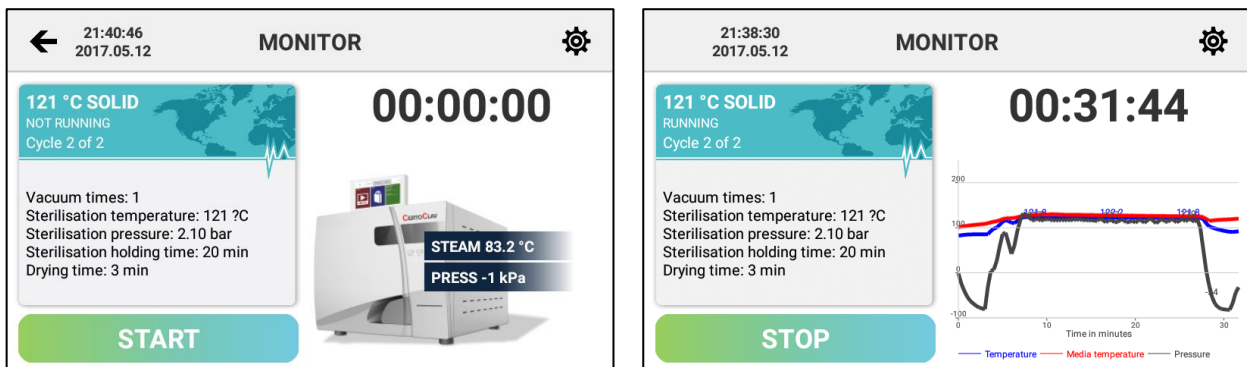 21:40:46
2017.05.12
MONITOR
121 °C SOLID
NOT RUNNING
Cycle 2 of 2
Vacuum times: 1
Sterilisation temperature: 121 ?C
Sterilisation pressure: 2.10 bar
Sterilisation holding time: 20 min
Drying time: 3 min
START
00:00:00
CERTOCLAV
STEAM 83.2 °C
PRESS -1 kPa
21:38:30
2017.05.12
MONITOR
121 °C SOLID
RUNNING
Cycle 2 of 2
Vacuum times: 1
Sterilisation temperature: 121 ?C
Sterilisation pressure: 2.10 bar
Sterilisation holding time: 20 min
Drying time: 3 min
STOP
00:31:44
200
100
0
-100
0 10 20 30
Time in minutes
Temperature Media temperature Pressure